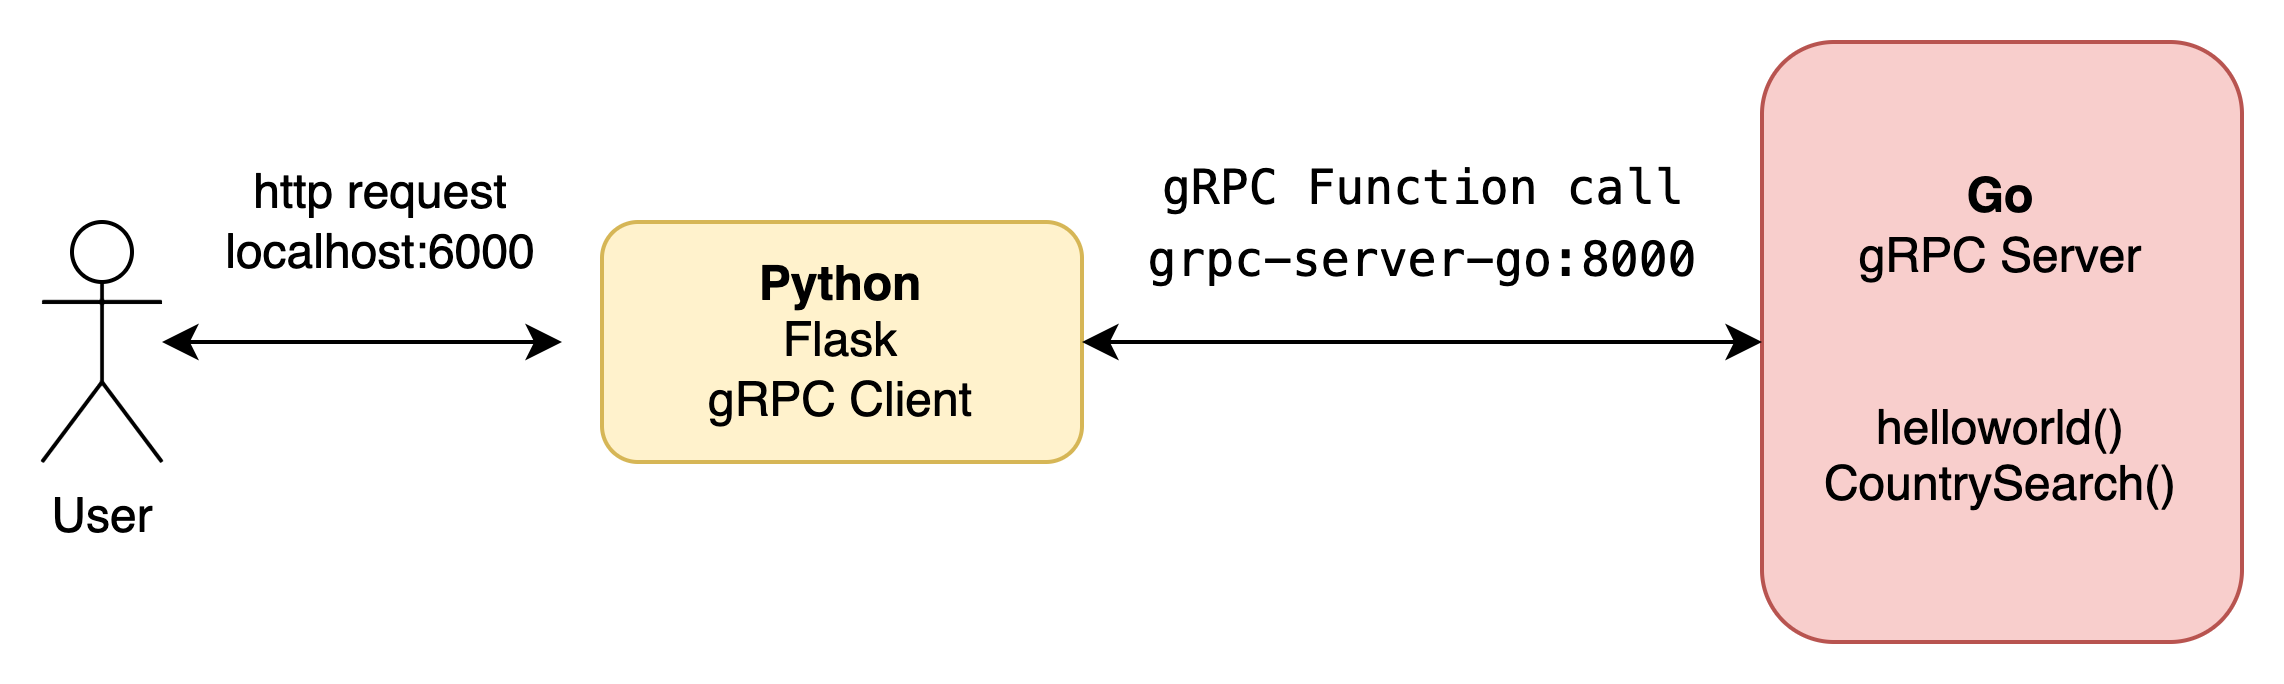 http request
localhost:6000
User
Python
Flask
gRPC Client
gRPC Function call
grpc-server-go:8000
Go
gRPC Server
helloworld()
CountrySearch()